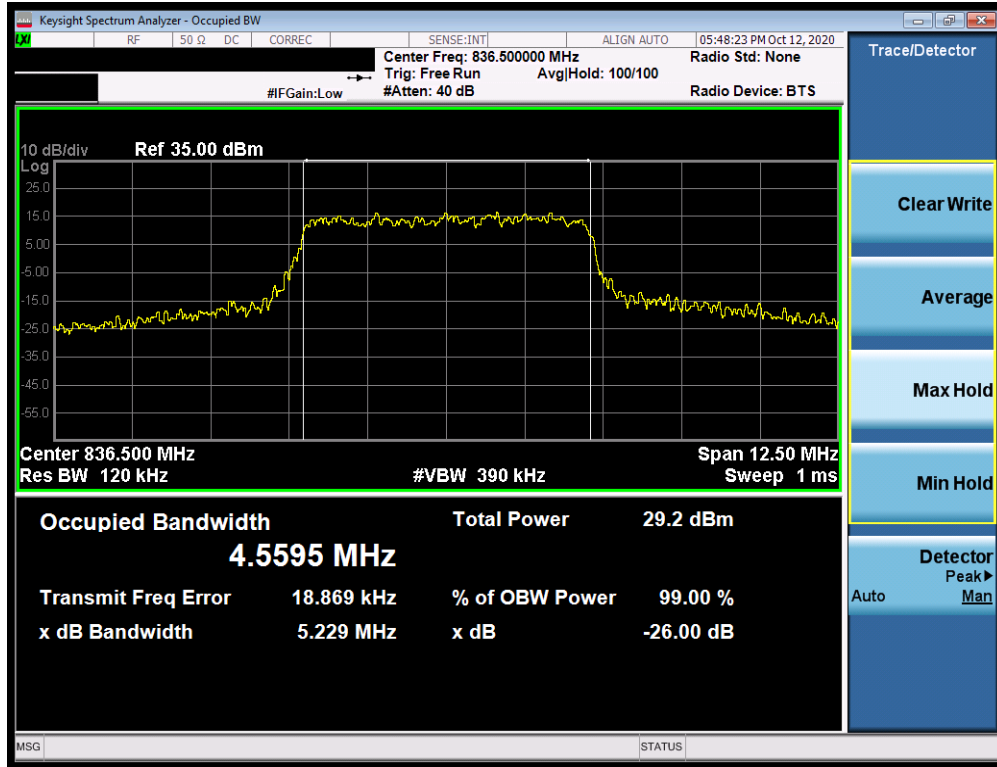 Keysight Spectrum Analyzer - Occupied BW
LXI RF 50 Ω DC CORREC SENSE:INT ALIGN AUTO 05:48:23 PM Oct 12, 2020
Center Freq: 836.500000 MHz Radio Std: None
Trig: Free Run Avg|Hold: 100/100
#IFGain:Low #Atten: 40 dB Radio Device: BTS
10 dB/div Ref 35.00 dBm
Log
25.0
15.0
5.00
-5.00
-15.0
-25.0
-35.0
-45.0
-55.0
Center 836.500 MHz Span 12.50 MHz
Res BW 120 kHz #VBW 390 kHz Sweep 1 ms
Occupied Bandwidth Total Power 29.2 dBm
4.5595 MHz
Transmit Freq Error 18.869 kHz % of OBW Power 99.00 %
x dB Bandwidth 5.229 MHz x dB -26.00 dB
MSG STATUS
Trace/Detector
Clear Write
Average
Max Hold
Min Hold
Detector
Peak▶
Auto Man